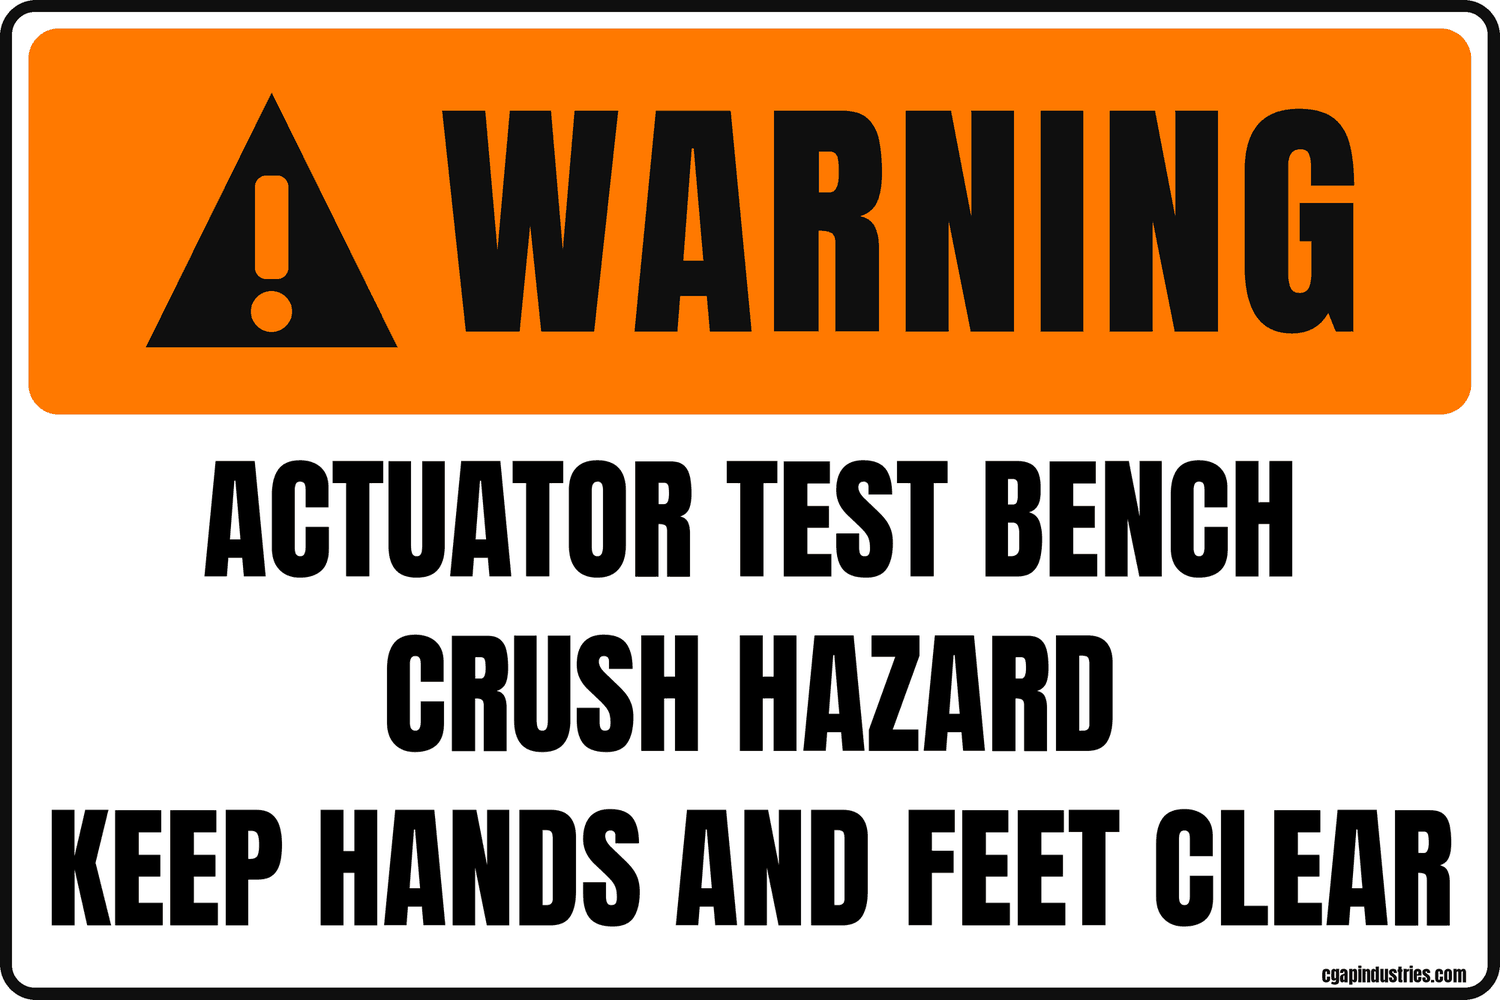 WARNING
ACTUATOR TEST BENCH
CRUSH HAZARD
KEEP HANDS AND FEET CLEAR
cgapindustries.com